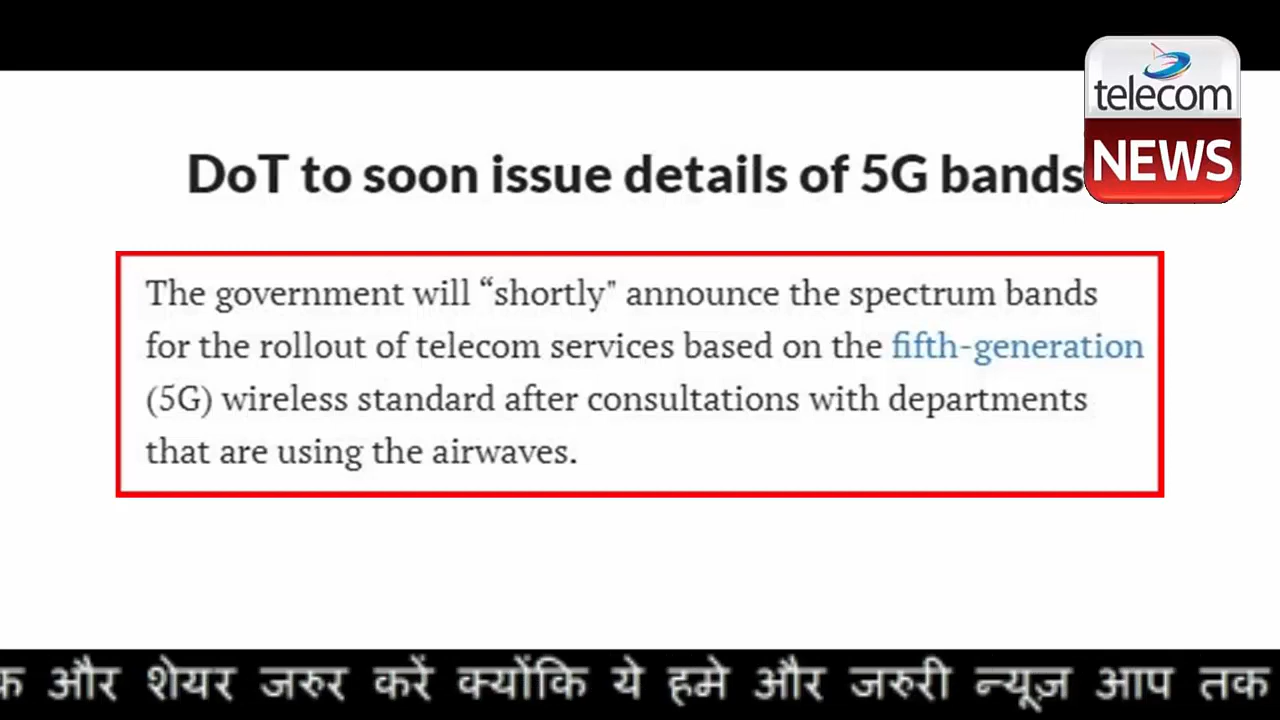 telecom
NEWS
DoT to soon issue details of 5G bands
The government will “shortly" announce the spectrum bands
for the rollout of telecom services based on the fifth-generation
(5G) wireless standard after consultations with departments
that are using the airwaves.
और शेयर जरुर करें क्योंकि ये हमे और जरुरी न्यूज़ आप तक